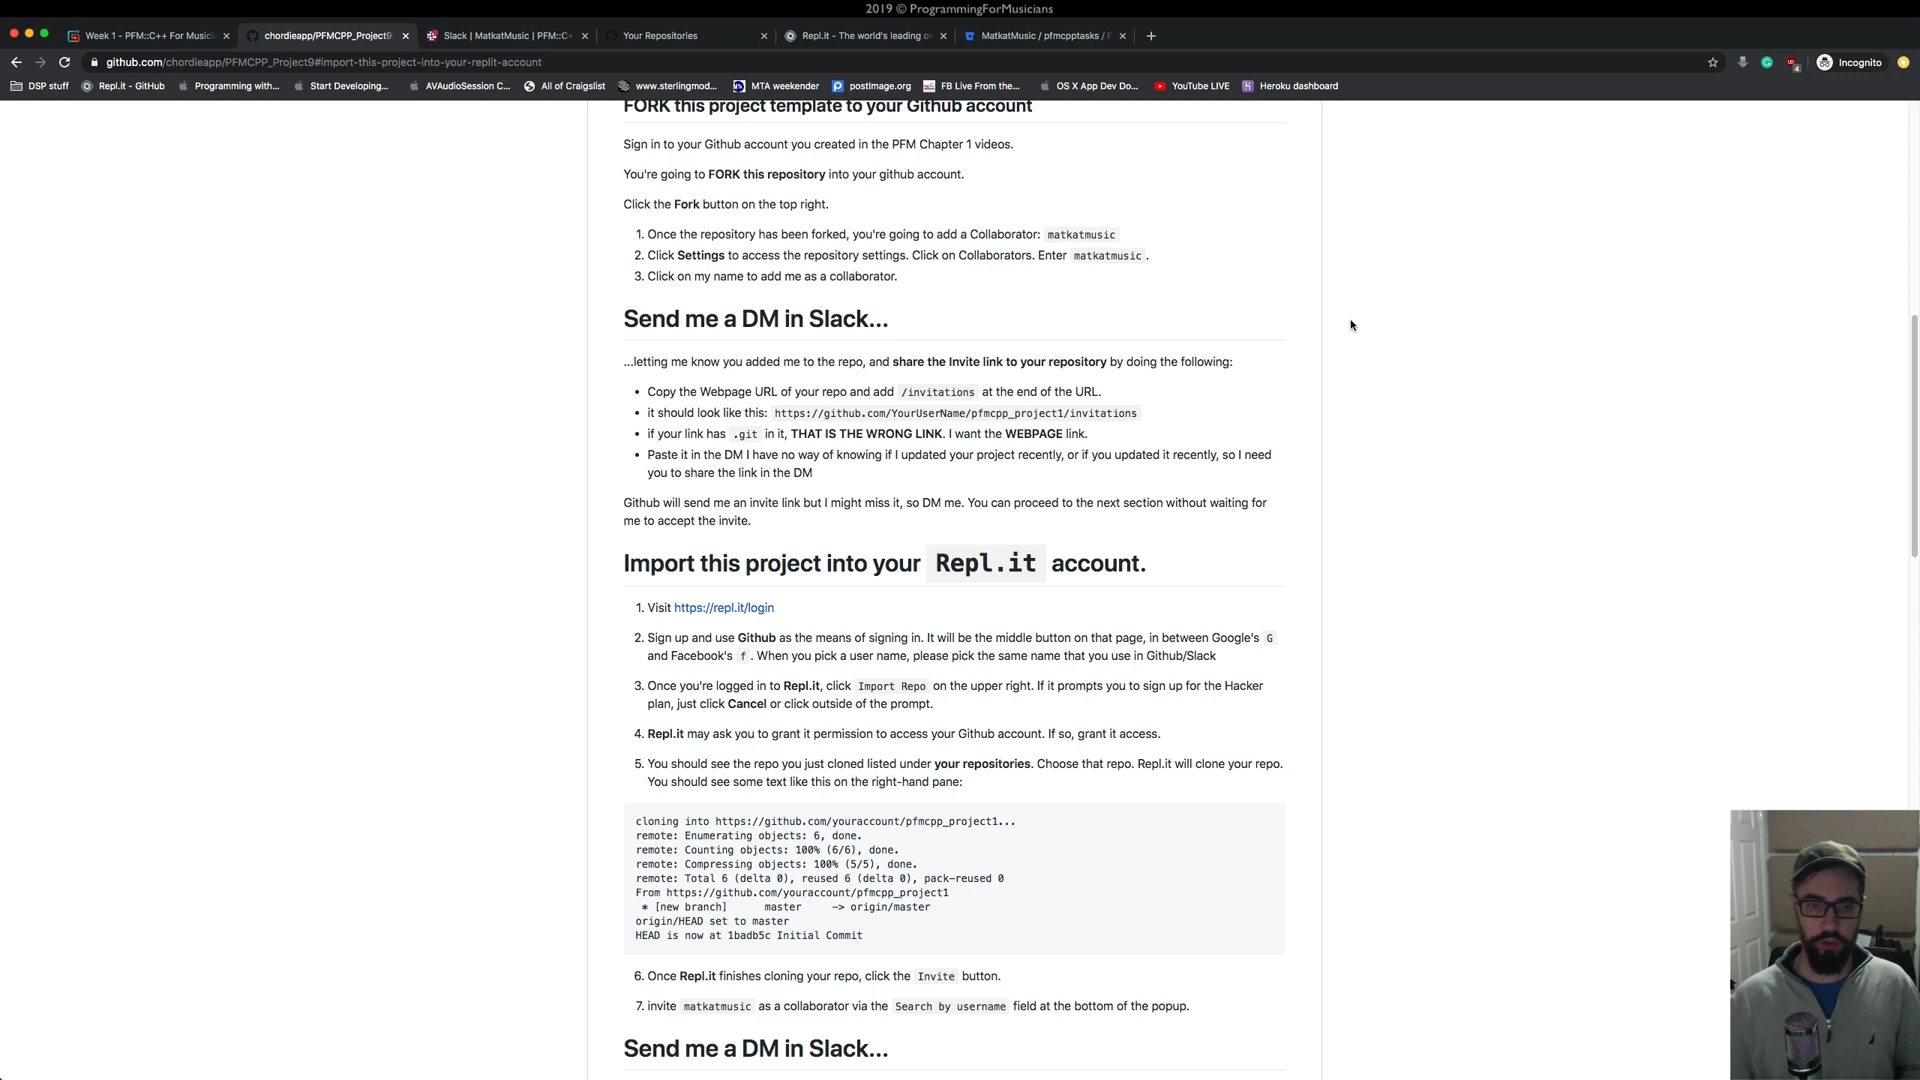 2019 © ProgrammingForMusicians
Week 1 - PFM::C++ For Musici
chordieapp/PFMCPP_Project9:
Slack | MatkatMusic | PFM::C+
Your Repositories
Repl.it - The world's leading o
MatkatMusic / pfmcpptasks / P
github.com/chordieapp/PFMCPP_Project9#import-this-project-into-your-replit-account
Incognito
DSP stuff
Repl.it - GitHub
Programming with...
Start Developing...
AVAudioSession C...
All of Craigslist
www.sterlingmod...
MTA weekender
postImage.org
FB Live From the...
OS X App Dev Do...
YouTube LIVE
Heroku dashboard
FORK this project template to your Github account
Sign in to your Github account you created in the PFM Chapter 1 videos.
You're going to FORK this repository into your github account.
Click the Fork button on the top right.
1. Once the repository has been forked, you're going to add a Collaborator: matkatmusic
2. Click Settings to access the repository settings. Click on Collaborators. Enter matkatmusic .
3. Click on my name to add me as a collaborator.
Send me a DM in Slack...
...letting me know you added me to the repo, and share the Invite link to your repository by doing the following:
• Copy the Webpage URL of your repo and add /invitations at the end of the URL.
• it should look like this: https://github.com/YourUserName/pfmcpp_project1/invitations
• if your link has .git in it, THAT IS THE WRONG LINK. I want the WEBPAGE link.
• Paste it in the DM I have no way of knowing if I updated your project recently, or if you updated it recently, so I need
you to share the link in the DM
Github will send me an invite link but I might miss it, so DM me. You can proceed to the next section without waiting for
me to accept the invite.
Import this project into your Repl.it account.
1. Visit https://repl.it/login
2. Sign up and use Github as the means of signing in. It will be the middle button on that page, in between Google's G
and Facebook's f . When you pick a user name, please pick the same name that you use in Github/Slack
3. Once you're logged in to Repl.it, click Import Repo on the upper right. If it prompts you to sign up for the Hacker
plan, just click Cancel or click outside of the prompt.
4. Repl.it may ask you to grant it permission to access your Github account. If so, grant it access.
5. You should see the repo you just cloned listed under your repositories. Choose that repo. Repl.it will clone your repo.
You should see some text like this on the right-hand pane:
cloning into https://github.com/youraccount/pfmcpp_project1...
remote: Enumerating objects: 6, done.
remote: Counting objects: 100% (6/6), done.
remote: Compressing objects: 100% (5/5), done.
remote: Total 6 (delta 0), reused 6 (delta 0), pack-reused 0
From https://github.com/youraccount/pfmcpp_project1
* [new branch] master -> origin/master
origin/HEAD set to master
HEAD is now at 1badb5c Initial Commit
6. Once Repl.it finishes cloning your repo, click the Invite button.
7. invite matkatmusic as a collaborator via the Search by username field at the bottom of the popup.
Send me a DM in Slack...